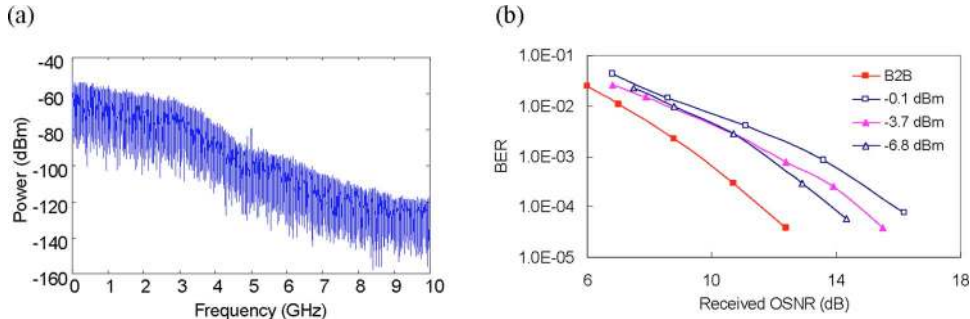 (a)
-40
-60
-80
-100
-120
-140
-160
Power (dBm)
0 1 2 3 4 5 6 7 8 9 10
Frequency (GHz)
(b)
1.0E-01
1.0E-02
1.0E-03
1.0E-04
1.0E-05
BER
B2B
-0.1 dBm
-3.7 dBm
-6.8 dBm
6 10 14 18
Received OSNR (dB)